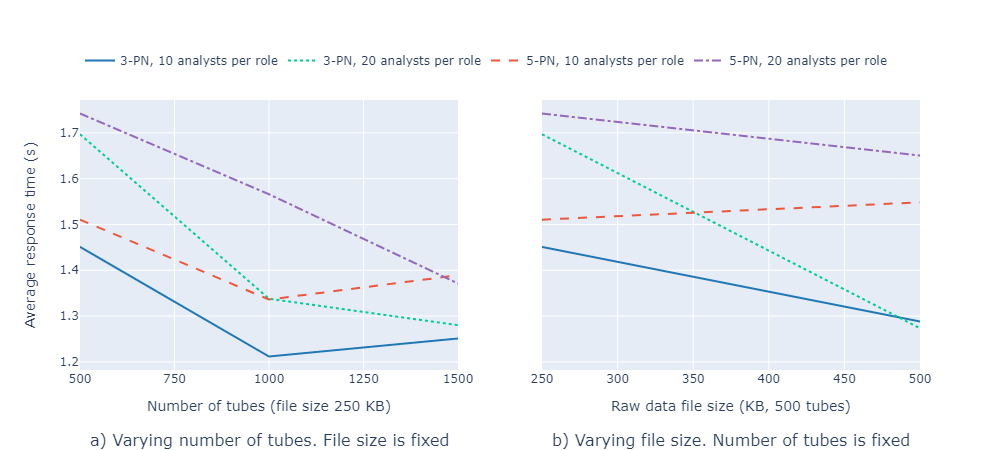 3-PN, 10 analysts per role 3-PN, 20 analysts per role 5-PN, 10 analysts per role 5-PN, 20 analysts per role
Average response time (s)
1.7
1.6
1.5
1.4
1.3
1.2
500 750 1000 1250 1500
250 300 350 400 450 500
Number of tubes (file size 250 KB)
Raw data file size (KB, 500 tubes)
a) Varying number of tubes. File size is fixed
b) Varying file size. Number of tubes is fixed